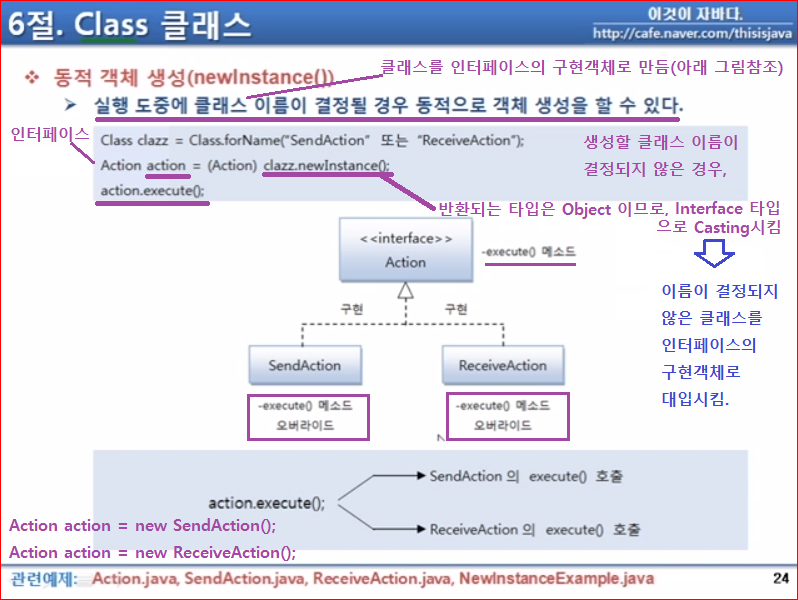 6절. Class 클래스
이것이 자바다.
http://cafe.naver.com/thisisjava
❖ 동적 객체 생성(newInstance())
클래스를 인터페이스의 구현객체로 만듬(아래 그림참조)
➤ 실행 도중에 클래스 이름이 결정될 경우 동적으로 객체 생성을 할 수 있다.
인터페이스
Class clazz = Class.forName("SendAction" 또는 "ReceiveAction");
Action action = (Action) clazz.newInstance();
action.execute();
생성할 클래스 이름이
결정되지 않은 경우,
반환되는 타입은 Object 이므로, Interface 타입
으로 Casting시킴
<<interface>>
Action
-execute() 메소드
이름이 결정되지
않은 클래스를
인터페이스의
구현객체로
대입시킴.
구현
구현
SendAction
ReceiveAction
-execute() 메소드
오버라이드
-execute() 메소드
오버라이드
action.execute();
SendAction 의 execute() 호출
ReceiveAction 의 execute() 호출
Action action = new SendAction();
Action action = new ReceiveAction();
관련예제: Action.java, SendAction.java, ReceiveAction.java, NewInstanceExample.java
24